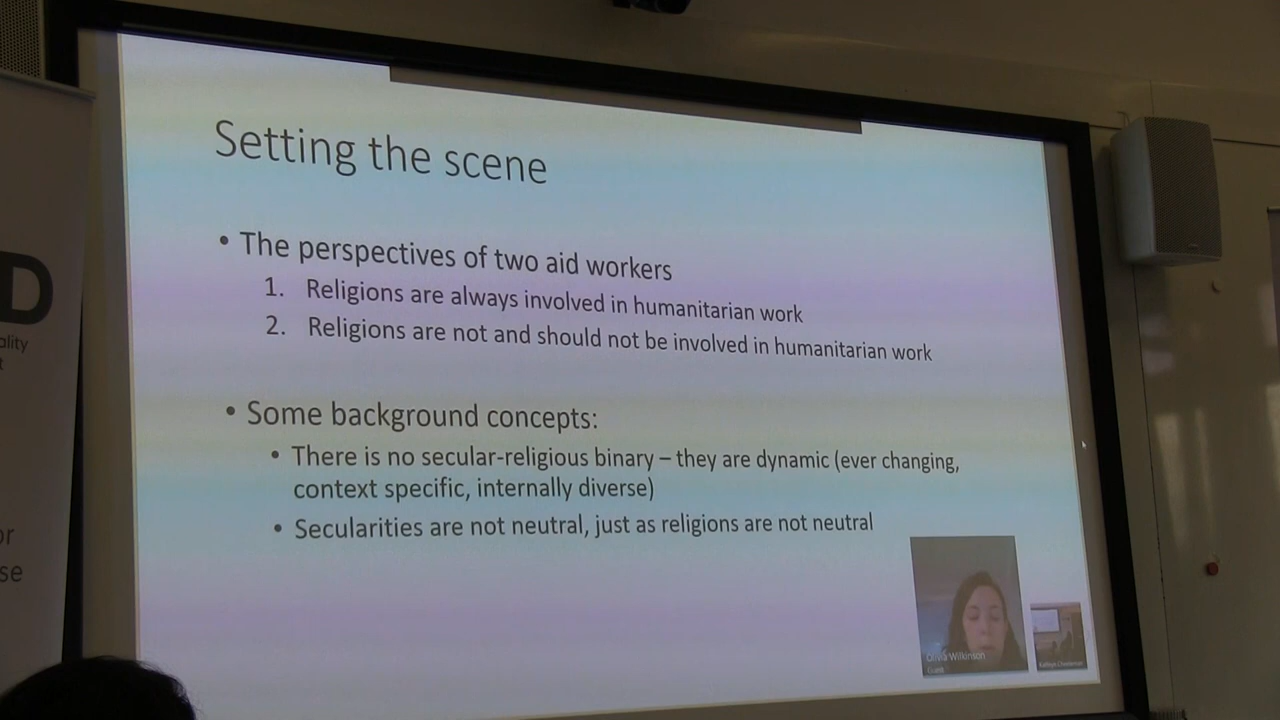 Setting the scene
• The perspectives of two aid workers
1. Religions are always involved in humanitarian work
2. Religions are not and should not be involved in humanitarian work
• Some background concepts:
• There is no secular-religious binary – they are dynamic (ever changing,
context specific, internally diverse)
• Secularities are not neutral, just as religions are not neutral
Wilkinson
D
ality
t
or
se